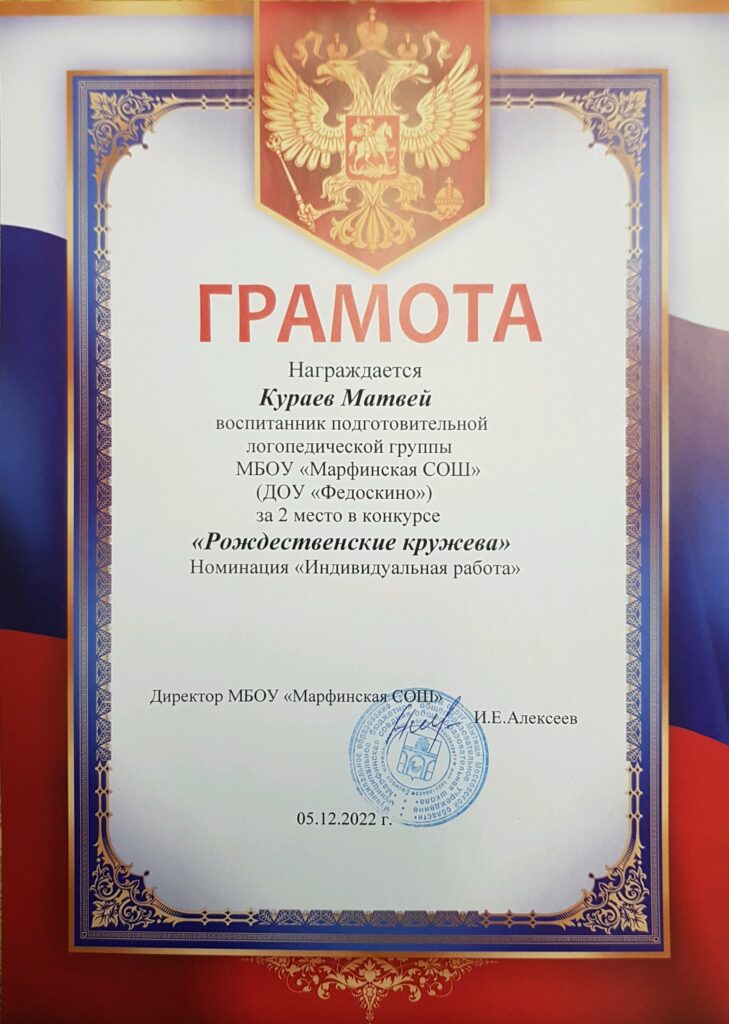 ГРАМОТА
Награждается
Кураев Матвей
воспитанник подготовительной
логопедической группы
МБОУ «Марфинская СОШ»
(ДОУ «Федоскино»)
за 2 место в конкурсе
«Рождественские кружева»
Номинация «Индивидуальная работа»
Директор МБОУ «Марфинская СОШ»
И.Е.Алексеев
05.12.2022 г.